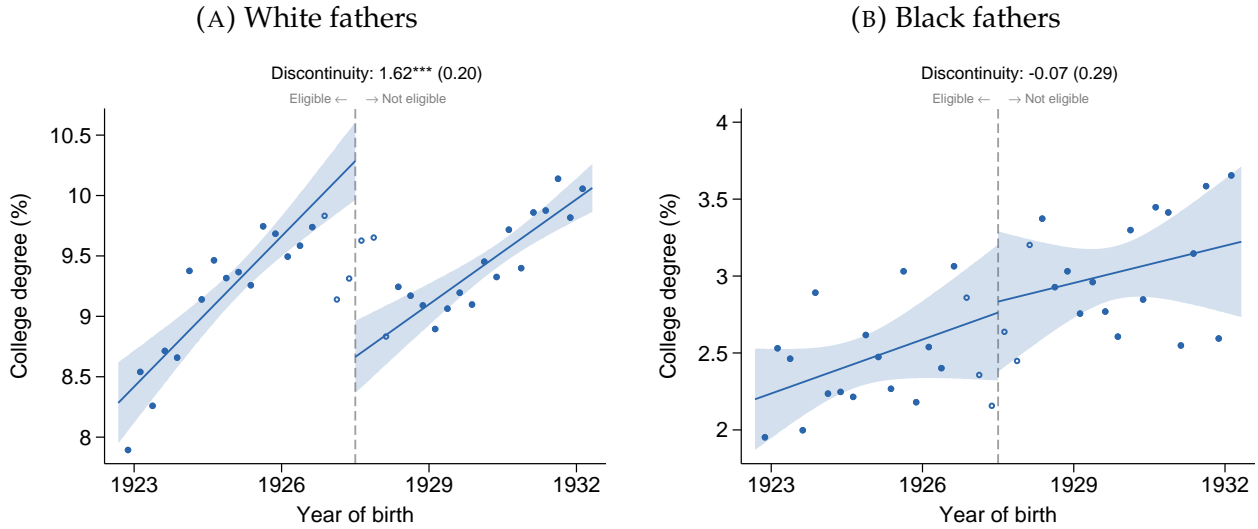 (A) White fathers
Discontinuity: 1.62*** (0.20)
Eligible ← → Not eligible
10.5
10
9.5
9
8.5
8
College degree (%)
1923 1926 1929 1932
Year of birth
(B) Black fathers
Discontinuity: -0.07 (0.29)
Eligible ← → Not eligible
4
3.5
3
2.5
2
College degree (%)
1923 1926 1929 1932
Year of birth